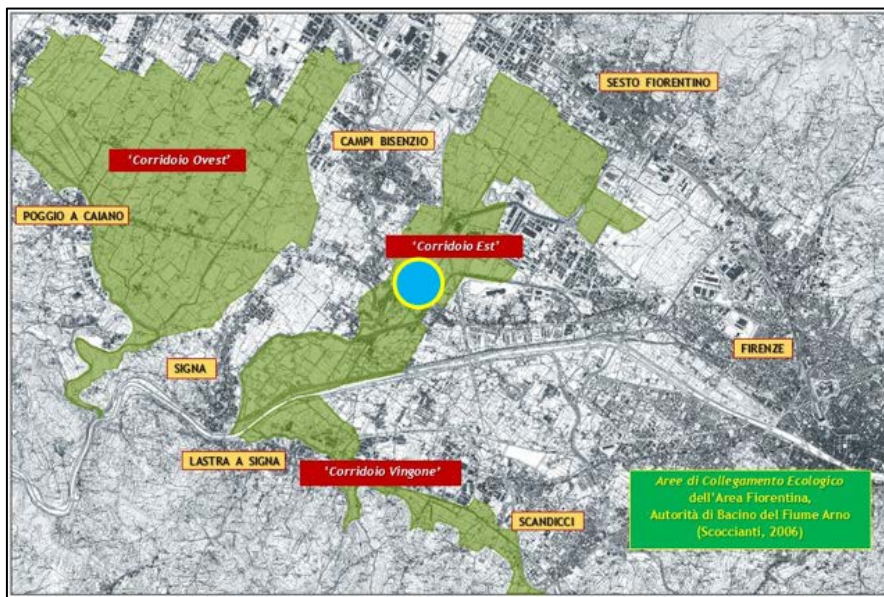 SESTO FIORENTINO
CAMPI BISENZIO
'Corridoio Ovest'
POGGIO A CAIANO
'Corridoio Est'
FIRENZE
SIGNA
LASTRA A SIGNA
'Corridoio Vingone'
SCANDICCI
Aree di Collegamento Ecologico
dell'Area Fiorentina,
Autorità di Bacino del Fiume Arno
(Scoccianti, 2006)